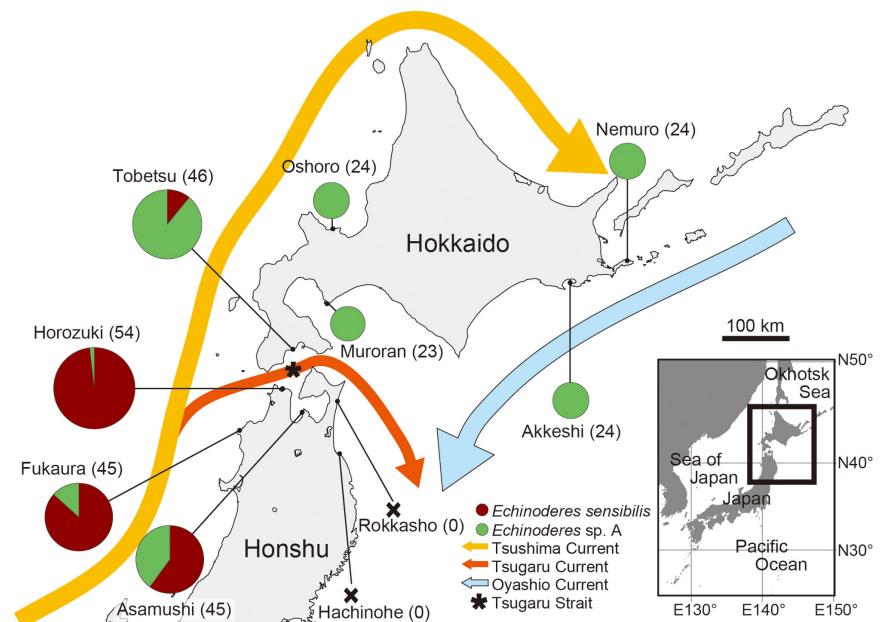 Nemuro (24)
Oshoro (24)
Tobetsu (46)
Hokkaido
Horozuki (54)
Muroran (23)
100 km
N50°
Okhotsk
Sea
Akkeshi (24)
Fukaura (45)
Sea of
Japan
N40°
Japan
Echinoderes sensibilis
Rokkasho (0)
Echinoderes sp. A
Honshu
Tsushima Current
Pacific
Ocean
N30°
Tsugaru Current
Oyashio Current
Asamushi (45)
Hachinohe (0)
Tsugaru Strait
E130°
E140°
E150°